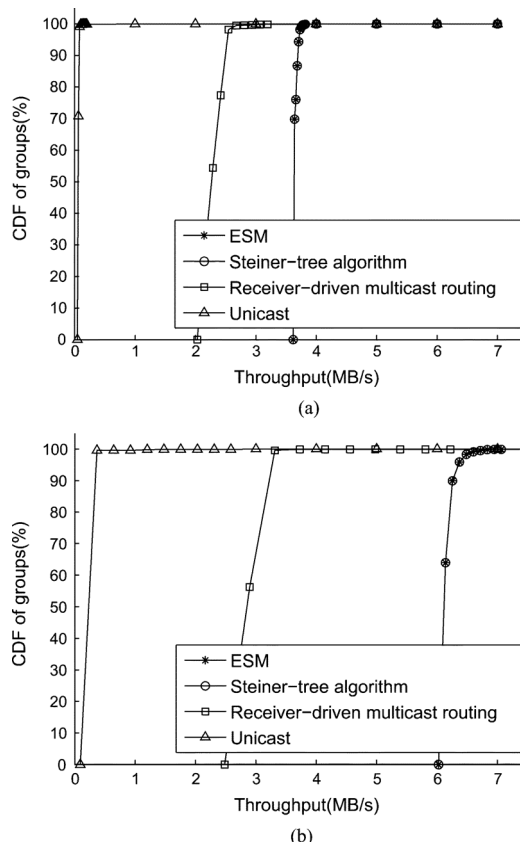 100
90
80
70
60
50
40
30
20
10
0
CDF of groups(%)
ESM
Steiner−tree algorithm
Receiver−driven multicast routing
Unicast
0 1 2 3 4 5 6 7
Throughput(MB/s)
(a)
100
90
80
70
60
50
40
30
20
10
0
CDF of groups(%)
ESM
Steiner−tree algorithm
Receiver−driven multicast routing
Unicast
0 1 2 3 4 5 6 7
Throughput(MB/s)
(b)